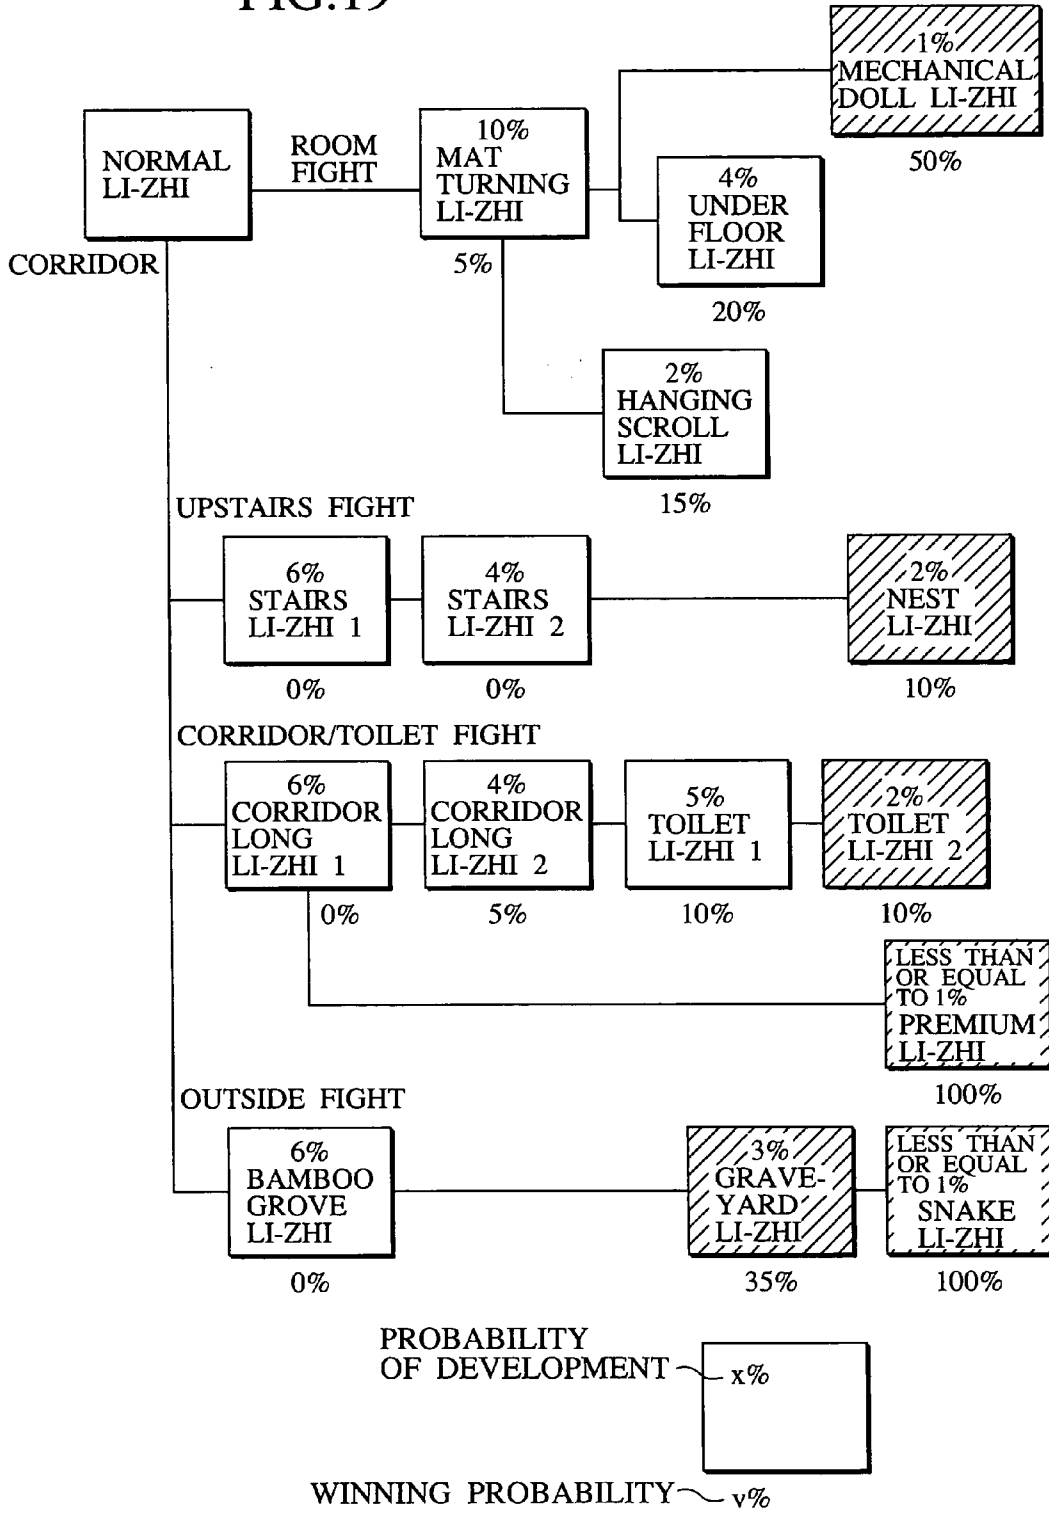 FIG.19
1%
MECHANICAL
DOLL LI-ZHI
50%
NORMAL
LI-ZHI
ROOM
FIGHT
10%
MAT
TURNING
LI-ZHI
5%
4%
UNDER
FLOOR
LI-ZHI
20%
CORRIDOR
2%
HANGING
SCROLL
LI-ZHI
15%
UPSTAIRS FIGHT
6%
STAIRS
LI-ZHI 1
0%
4%
STAIRS
LI-ZHI 2
0%
2%
NEST
LI-ZHI
10%
CORRIDOR/TOILET FIGHT
6%
CORRIDOR
LONG
LI-ZHI 1
0%
4%
CORRIDOR
LONG
LI-ZHI 2
5%
5%
TOILET
LI-ZHI 1
10%
2%
TOILET
LI-ZHI 2
10%
LESS THAN
OR EQUAL
TO 1%
PREMIUM
LI-ZHI
100%
OUTSIDE FIGHT
6%
BAMBOO
GROVE
LI-ZHI
0%
3%
GRAVE-
YARD
LI-ZHI
35%
LESS THAN
OR EQUAL
TO 1%
SNAKE
LI-ZHI
100%
PROBABILITY
OF DEVELOPMENT
x%
WINNING PROBABILITY
v%